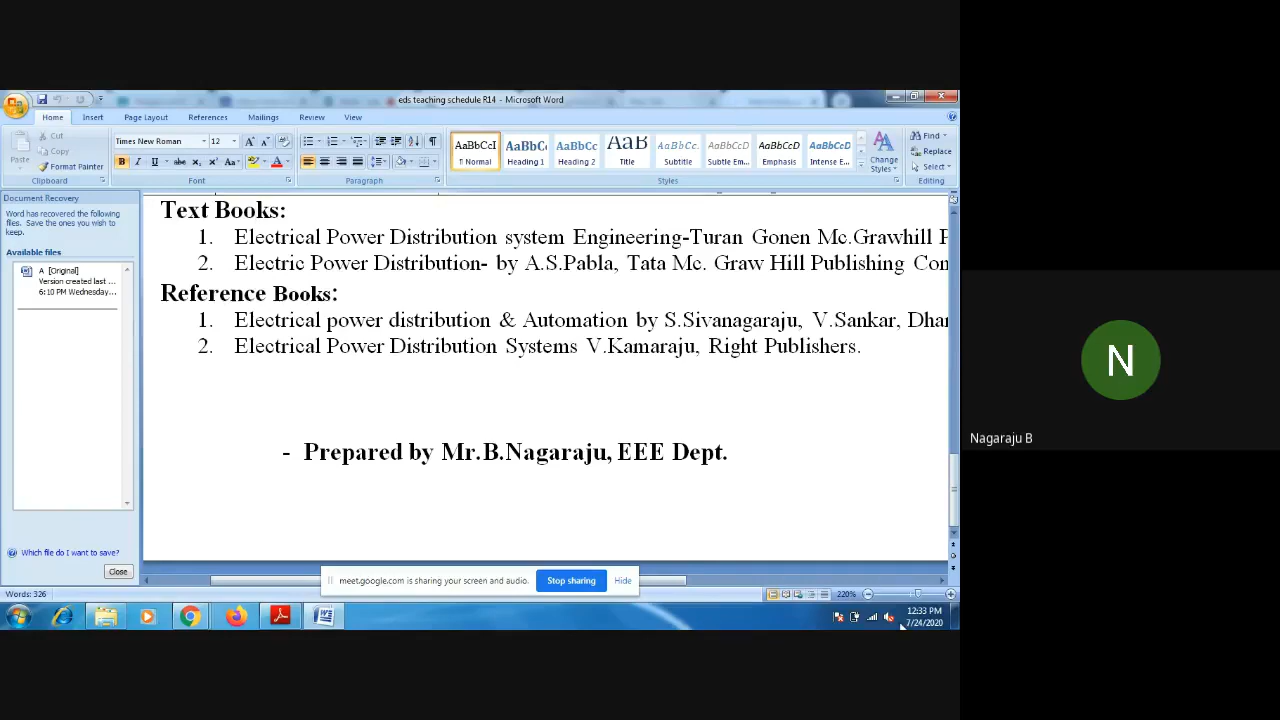 eds teaching schedule R14 - Microsoft Word
Home Insert Page Layout References Mailings Review View
Paste
Cut
Copy
Format Painter
Clipboard
Times New Roman 12
Font
Paragraph
AaBbCcI AaBbC AaBbCc AaB AaBbCc. AaBbCcD AaBbCcD AaBbCcD
¶ Normal Heading 1 Heading 2 Title Subtitle Subtle Em... Emphasis Intense E...
Styles
Change
Styles
Find
Replace
Select
Editing
Document Recovery
Word has recovered the following
files. Save the ones you wish to
keep.
Available files
A [Original]
Version created last ...
6:10 PM Wednesday...
Which file do I want to save?
Close
Text Books:
1. Electrical Power Distribution system Engineering-Turan Gonen Mc.Grawhill
2. Electric Power Distribution- by A.S.Pabla, Tata Mc. Graw Hill Publishing Com
Reference Books:
1. Electrical power distribution & Automation by S.Sivanagaraju, V.Sankar, Dhan
2. Electrical Power Distribution Systems V.Kamaraju, Right Publishers.
- Prepared by Mr.B.Nagaraju, EEE Dept.
meet.google.com is sharing your screen and audio. Stop sharing Hide
Words: 326
220%
12:33 PM
7/24/2020
N
Nagaraju B